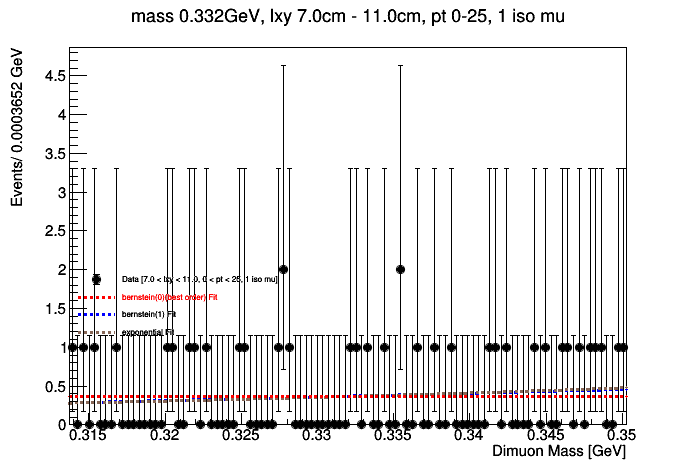 mass 0.332GeV, lxy 7.0cm - 11.0cm, pt 0-25, 1 iso mu
Events/ 0.0003652 GeV
4.5
4
3.5
3
2.5
2
1.5
1
0.5
0
Data [7.0 < lxy < 11.0, 0 < pt < 25, 1 iso mu]
bernstein(0)(best order) Fit
bernstein(1) Fit
exponential Fit
0.315 0.32 0.325 0.33 0.335 0.34 0.345 0.35
Dimuon Mass [GeV]